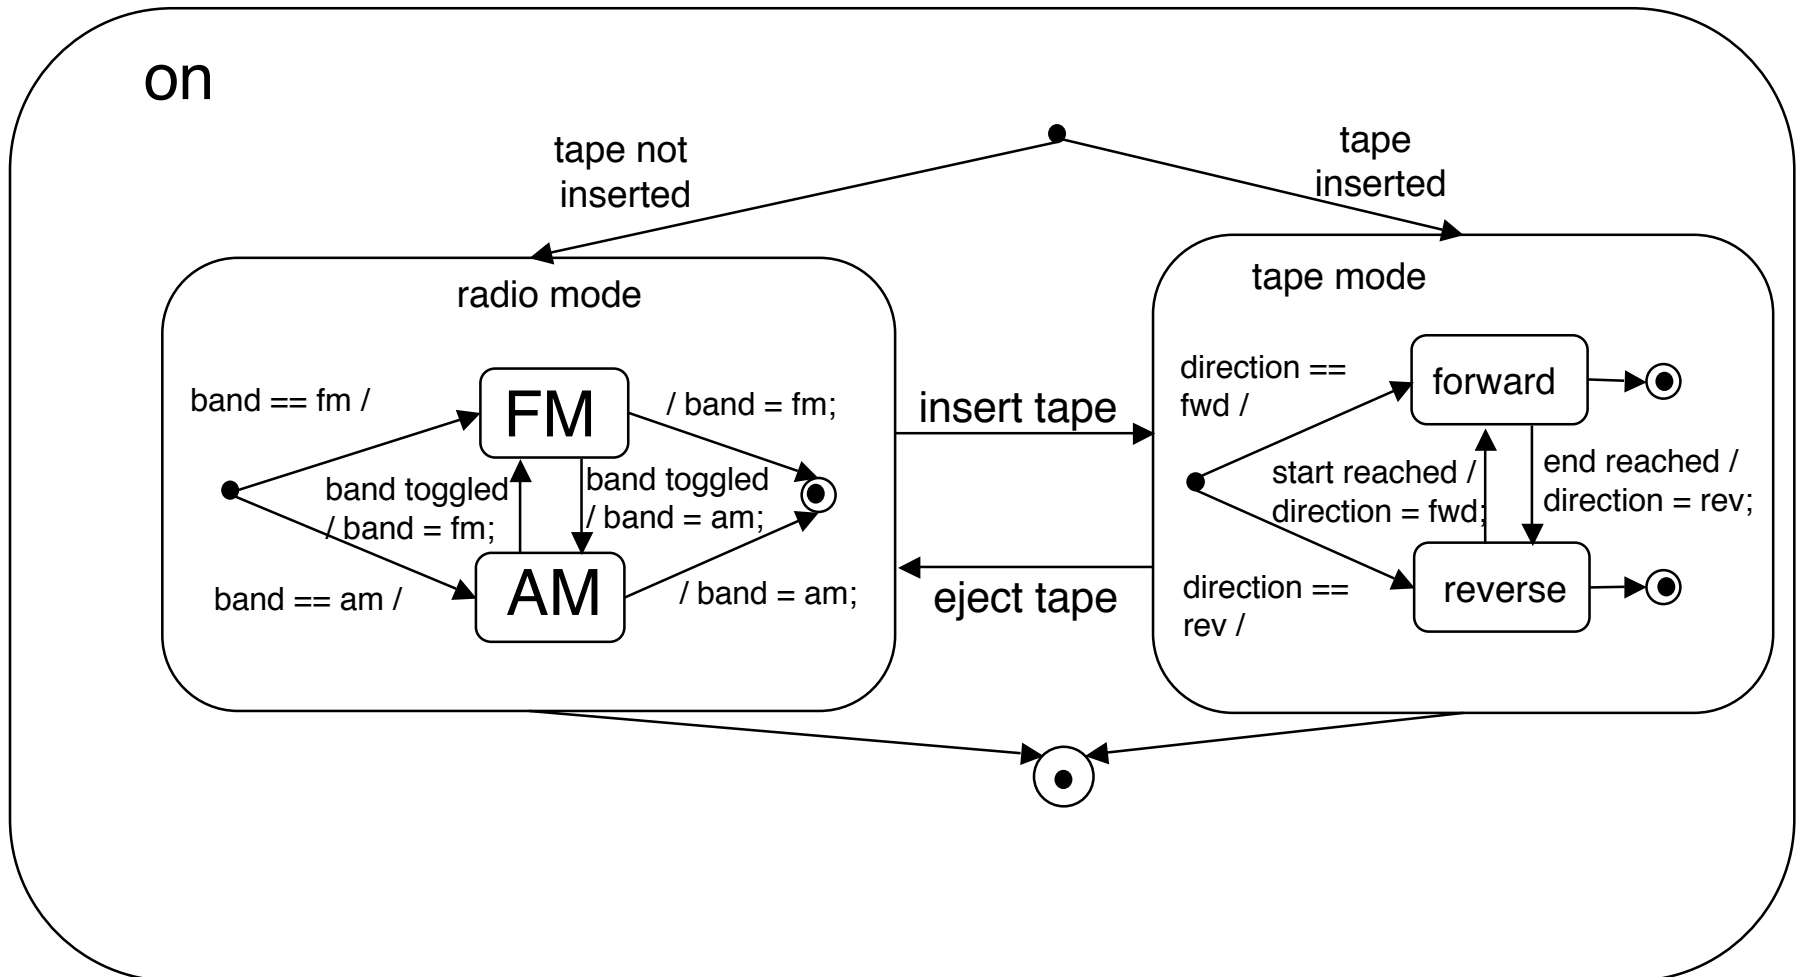 on
tape not
inserted
tape
inserted
radio mode
band == fm /
FM
/ band = fm;
band toggled
/ band = fm;
band toggled
/ band = am;
band == am /
AM
/ band = am;
insert tape
eject tape
tape mode
direction ==
fwd /
forward
start reached /
direction = fwd;
end reached /
direction = rev;
direction ==
rev /
reverse